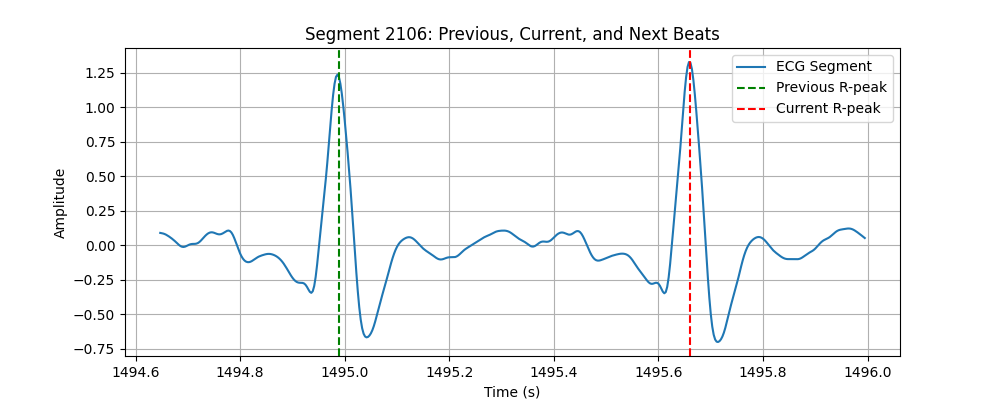 Segment 2106: Previous, Current, and Next Beats
ECG Segment
Previous R-peak
Current R-peak
Amplitude
1.25
1.00
0.75
0.50
0.25
0.00
−0.25
−0.50
−0.75
1494.6 1494.8 1495.0 1495.2 1495.4 1495.6 1495.8 1496.0
Time (s)